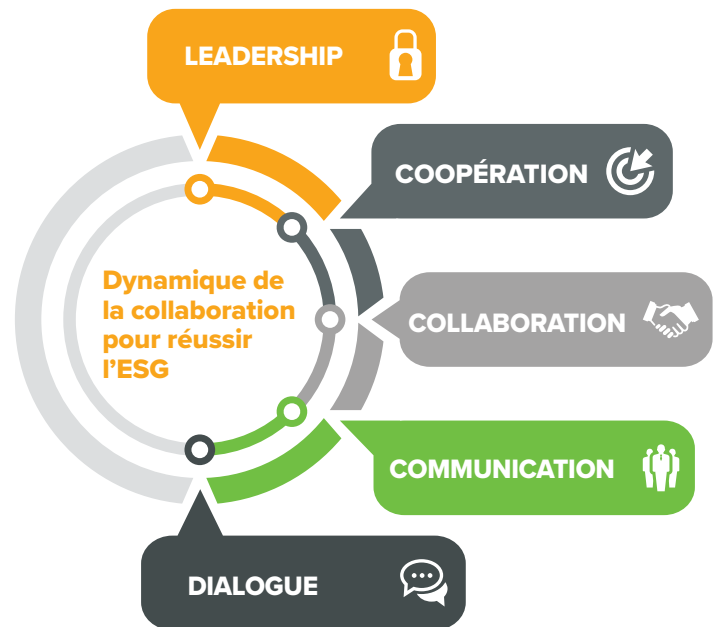 LEADERSHIP
COOPÉRATION
Dynamique de
la collaboration
pour réussir
l’ESG
COLLABORATION
COMMUNICATION
DIALOGUE